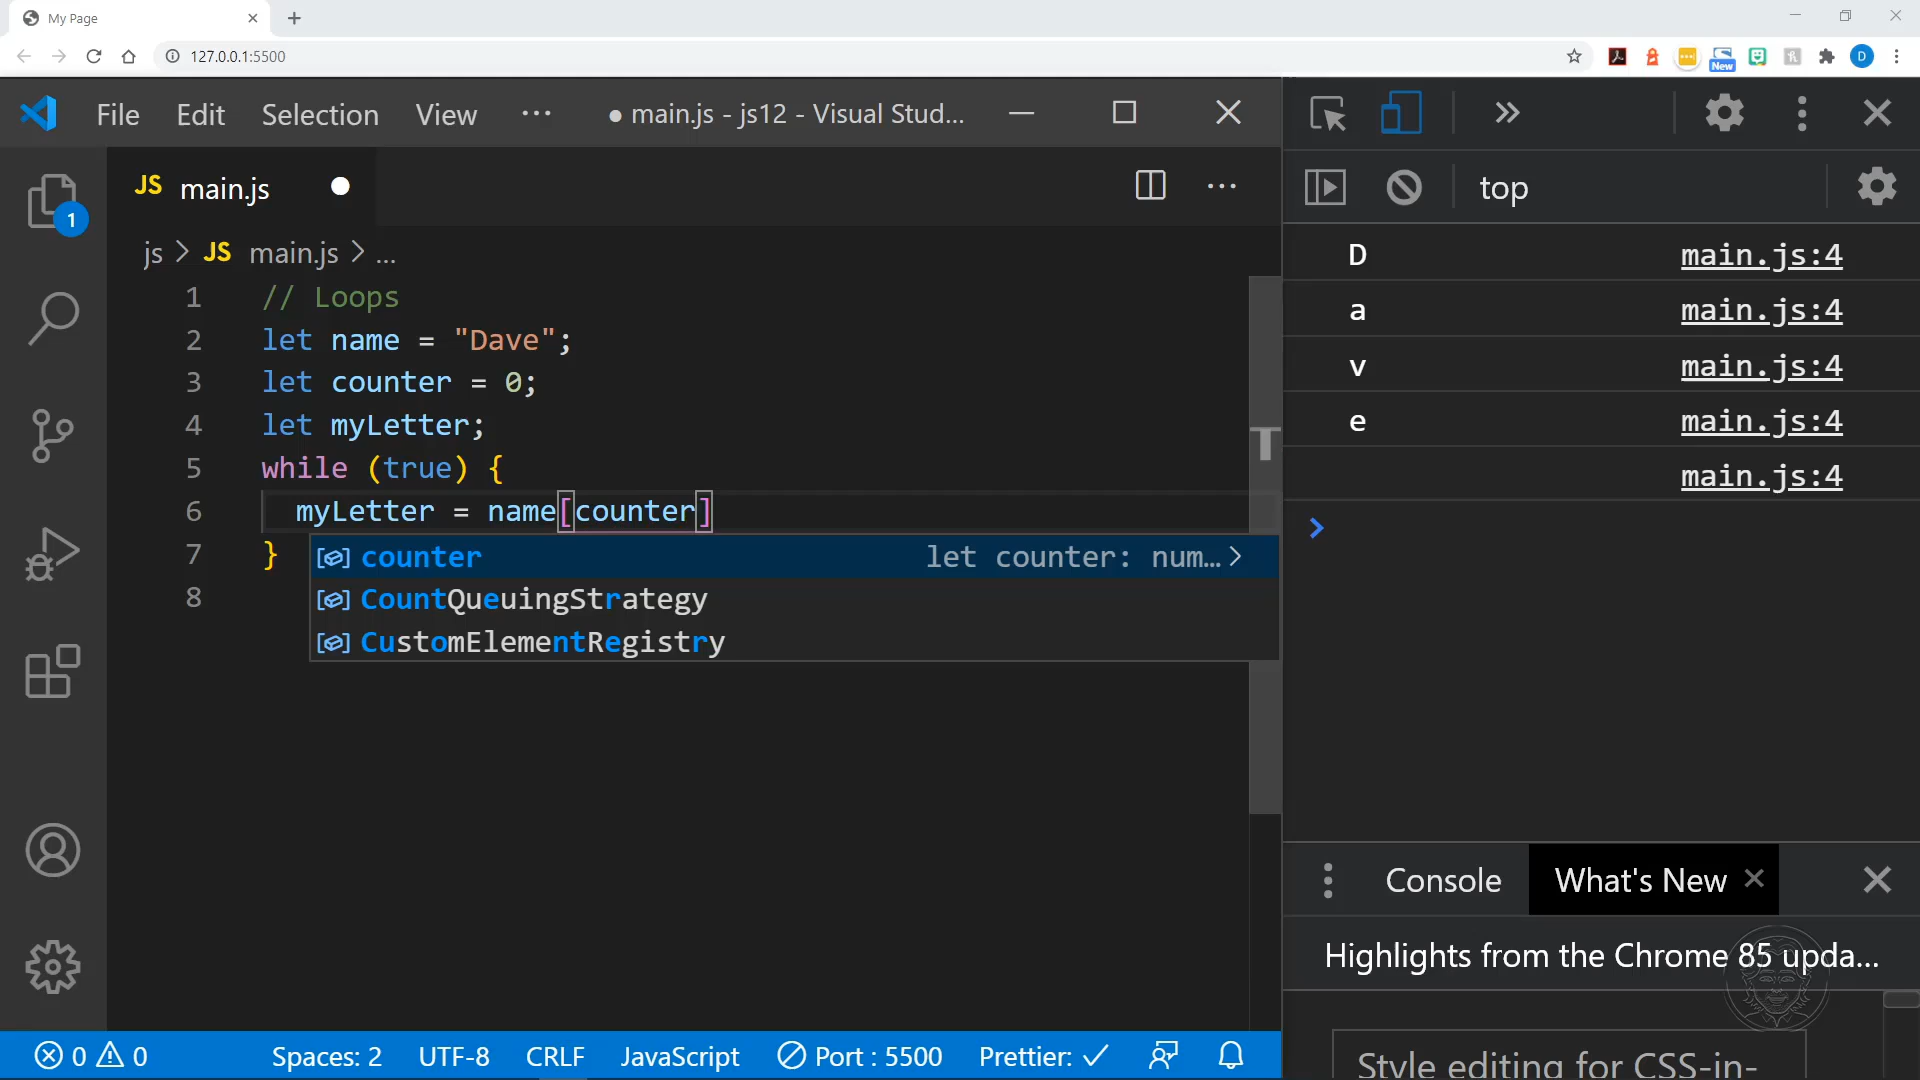 My Page
127.0.0.1:5500
New
D
File Edit Selection View ··· ● main.js - js12 - Visual Stud...
JS main.js
js > JS main.js > ...
1 // Loops
2 let name = "Dave";
3 let counter = 0;
4 let myLetter;
5 while (true) {
6 myLetter = name[counter]
7 }
8
counter let counter: num...
CountQueuingStrategy
CustomElementRegistry
1
0 0 Spaces: 2 UTF-8 CRLF JavaScript Port : 5500 Prettier: ✓
top
D main.js:4
a main.js:4
v main.js:4
e main.js:4
main.js:4
Console What's New
Highlights from the Chrome 85 upda...
Style editing for CSS-in-